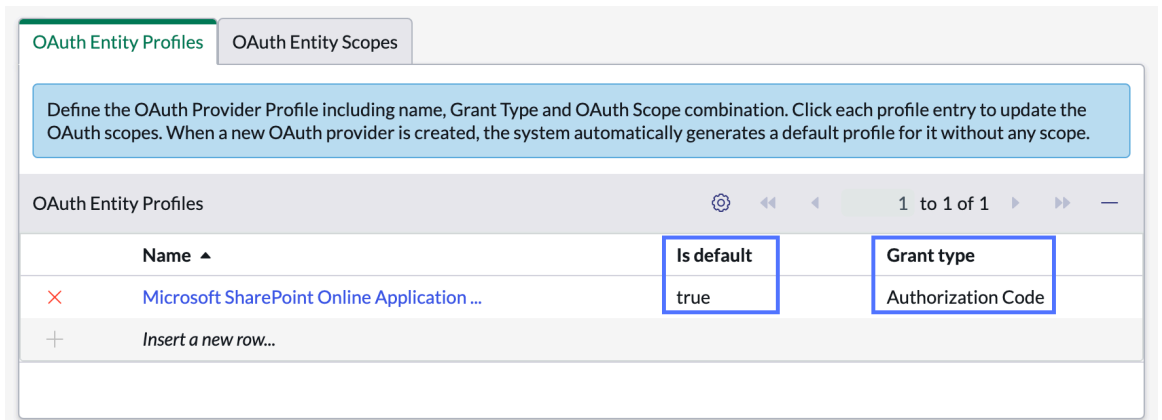 OAuth Entity Profiles
OAuth Entity Scopes
Define the OAuth Provider Profile including name, Grant Type and OAuth Scope combination. Click each profile entry to update the
OAuth scopes. When a new OAuth provider is created, the system automatically generates a default profile for it without any scope.
OAuth Entity Profiles
1 to 1 of 1
Name Is default Grant type
Microsoft SharePoint Online Application ... true Authorization Code
Insert a new row...